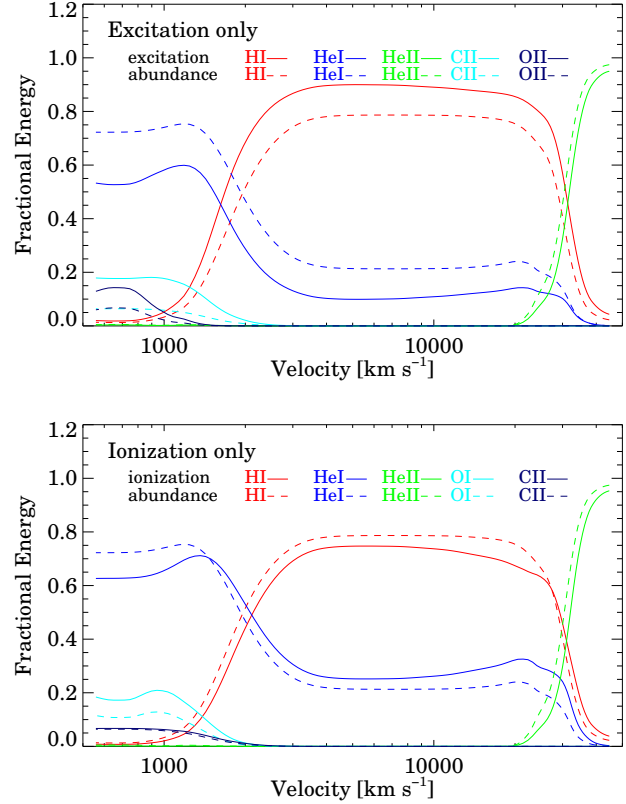 Excitation only
excitation HI— HeI— HeII— CII— OII—
abundance HI-- HeI-- HeII-- CII-- OII--
1.2
1.0
0.8
0.6
0.4
0.2
0.0
Fractional Energy
1000 10000
Velocity [km s⁻¹]
Ionization only
ionization HI— HeI— HeII— OI— CII—
abundance HI-- HeI-- HeII-- OI-- CII--
1.2
1.0
0.8
0.6
0.4
0.2
0.0
Fractional Energy
1000 10000
Velocity [km s⁻¹]